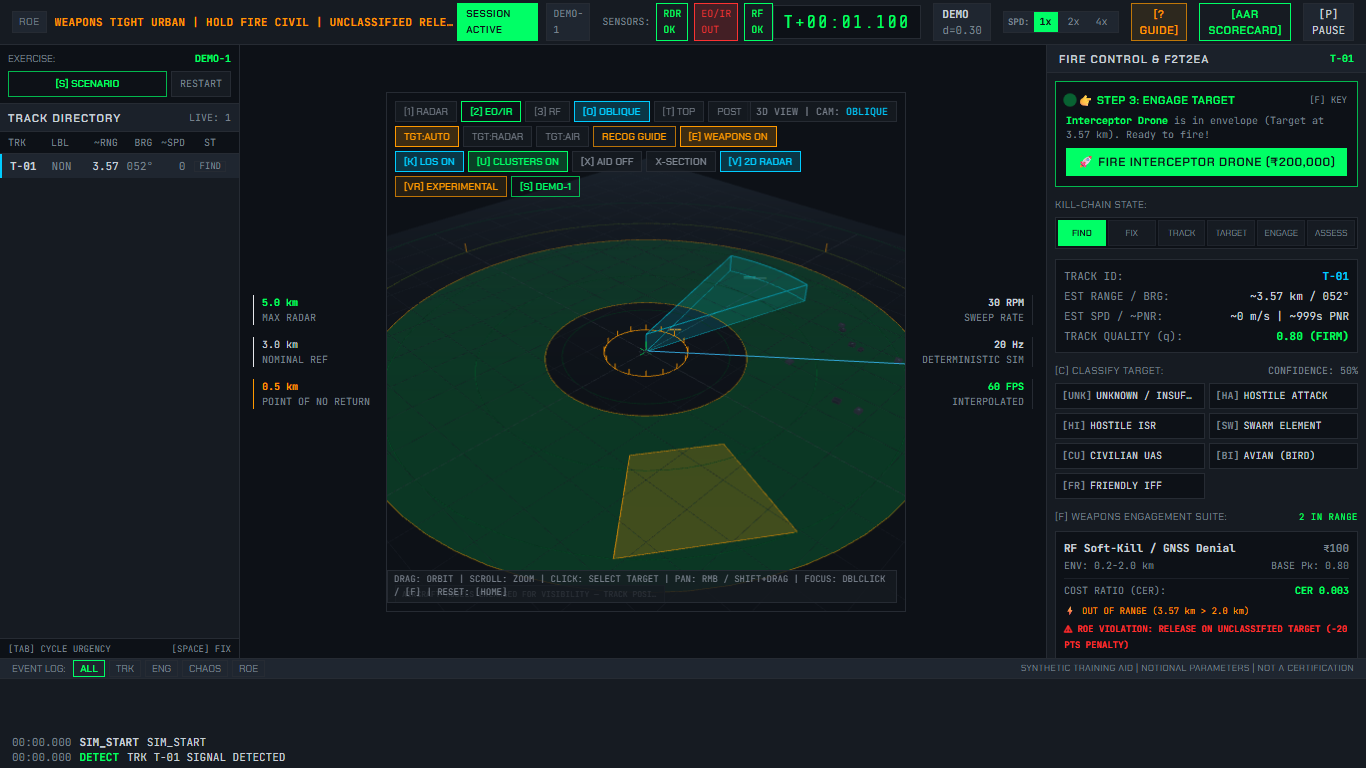 ROE
WEAPONS TIGHT URBAN | HOLD FIRE CIVIL | UNCLASSIFIED RELE…
SESSION ACTIVE
DEMO-1
SENSORS:
RDR OK
EO/IR OUT
RF OK
T+00:01.100
DEMO
d=0.30
SPD: 1x 2x 4x
[? GUIDE]
[AAR SCORECARD]
[P] PAUSE
EXERCISE: DEMO-1
[S] SCENARIO RESTART
TRACK DIRECTORY LIVE: 1
TRK LBL ~RNG BRG ~SPD ST
T-01 NON 3.57 052° 0 FIND
[TAB] CYCLE URGENCY [SPACE] FIX
[1] RADAR [2] EO/IR [3] RF [O] OBLIQUE [T] TOP POST 3D VIEW | CAM: OBLIQUE
TGT:AUTO TGT:RADAR TGT:AIR RECOG GUIDE [E] WEAPONS ON
[K] LOS ON [U] CLUSTERS ON [X] AID OFF X-SECTION [V] 2D RADAR
[VR] EXPERIMENTAL [S] DEMO-1
5.0 km
MAX RADAR
3.0 km
NOMINAL REF
0.5 km
POINT OF NO RETURN
30 RPM
SWEEP RATE
20 Hz
DETERMINISTIC SIM
60 FPS
INTERPOLATED
DRAG: ORBIT | SCROLL: ZOOM | CLICK: SELECT TARGET | PAN: RMB / SHIFT+DRAG | FOCUS: DBLCLICK
/ [F] | RESET: [HOME]
FIRE CONTROL & F2T2EA T-01
👉 STEP 3: ENGAGE TARGET [F] KEY
Interceptor Drone is in envelope (Target at
3.57 km). Ready to fire!
🚀 FIRE INTERCEPTOR DRONE (₹200,000)
KILL-CHAIN STATE:
FIND FIX TRACK TARGET ENGAGE ASSESS
TRACK ID: T-01
EST RANGE / BRG: ~3.57 km / 052°
EST SPD / ~PNR: ~0 m/s | ~999s PNR
TRACK QUALITY (q): 0.80 (FIRM)
[C] CLASSIFY TARGET: CONFIDENCE: 50%
[UNK] UNKNOWN / INSUF… [HA] HOSTILE ATTACK
[HI] HOSTILE ISR [SW] SWARM ELEMENT
[CU] CIVILIAN UAS [BI] AVIAN (BIRD)
[FR] FRIENDLY IFF
[F] WEAPONS ENGAGEMENT SUITE: 2 IN RANGE
RF Soft-Kill / GNSS Denial ₹100
ENV: 0.2-2.0 km BASE Pk: 0.80
COST RATIO (CER): CER 0.003
⚡ OUT OF RANGE (3.57 km > 2.0 km)
⚠ ROE VIOLATION: RELEASE ON UNCLASSIFIED TARGET (-20
PTS PENALTY)
EVENT LOG: ALL TRK ENG CHAOS ROE
SYNTHETIC TRAINING AID | NOTIONAL PARAMETERS | NOT A CERTIFICATION
00:00.000 SIM_START SIM_START
00:00.000 DETECT TRK T-01 SIGNAL DETECTED